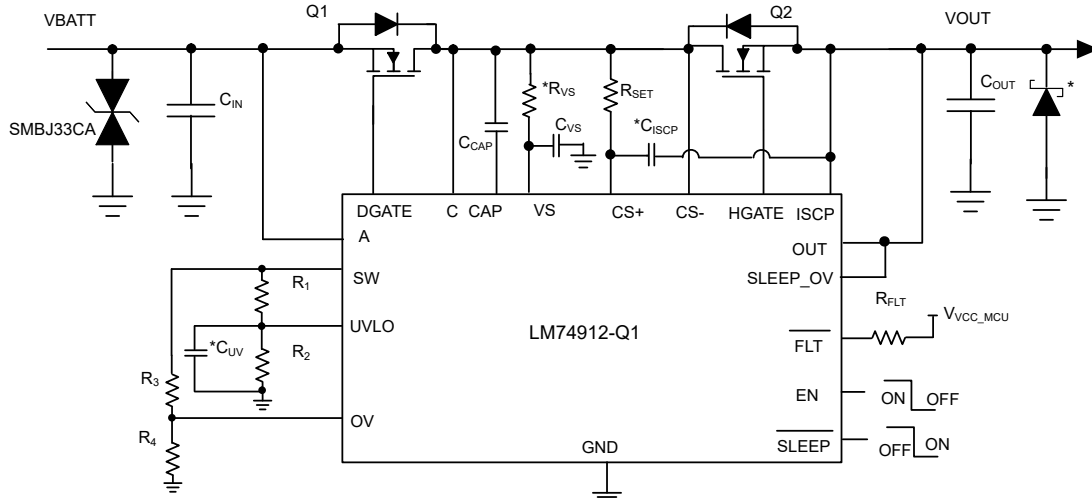 Q1
Q2
VBATT
VOUT
*RVS
RSET
CIN
CVS
*CISCP
COUT
*
SMBJ33CA
CCAP
DGATE
C
CAP
VS
CS+
CS-
HGATE
ISCP
A
OUT
SW
R1
SLEEP_OV
RFLT
VVCC_MCU
UVLO
LM74912-Q1
*CUV
R2
FLT
R3
EN
ON
OFF
OV
R4
GND
SLEEP
OFF
ON